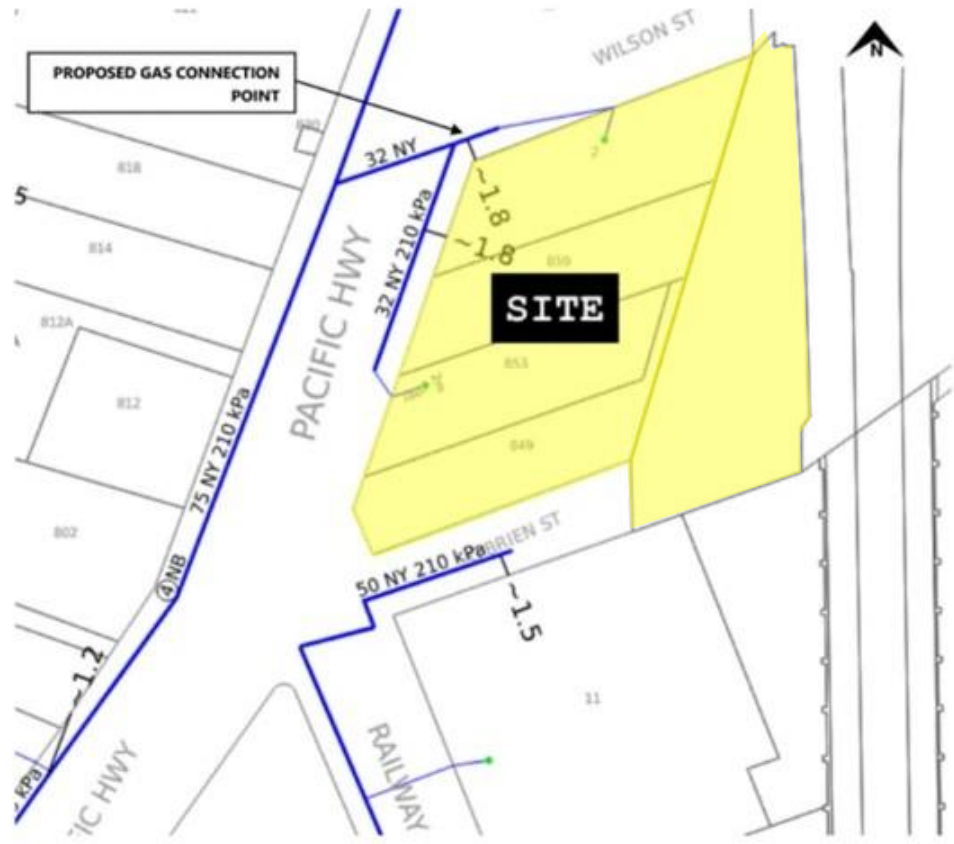 WILSON ST
N
PROPOSED GAS CONNECTION
POINT
32 NY
818
5
~1.8
32 NY 210 kPa
~1.8
814
859
PACIFIC HWY
SITE
812A
853
812
75 NY 210 kPa
849
802
BRIEN ST
50 NY 210 kPa
4 NB
~1.5
~1.2
11
RAILWAY
kPa
FIC HWY
2